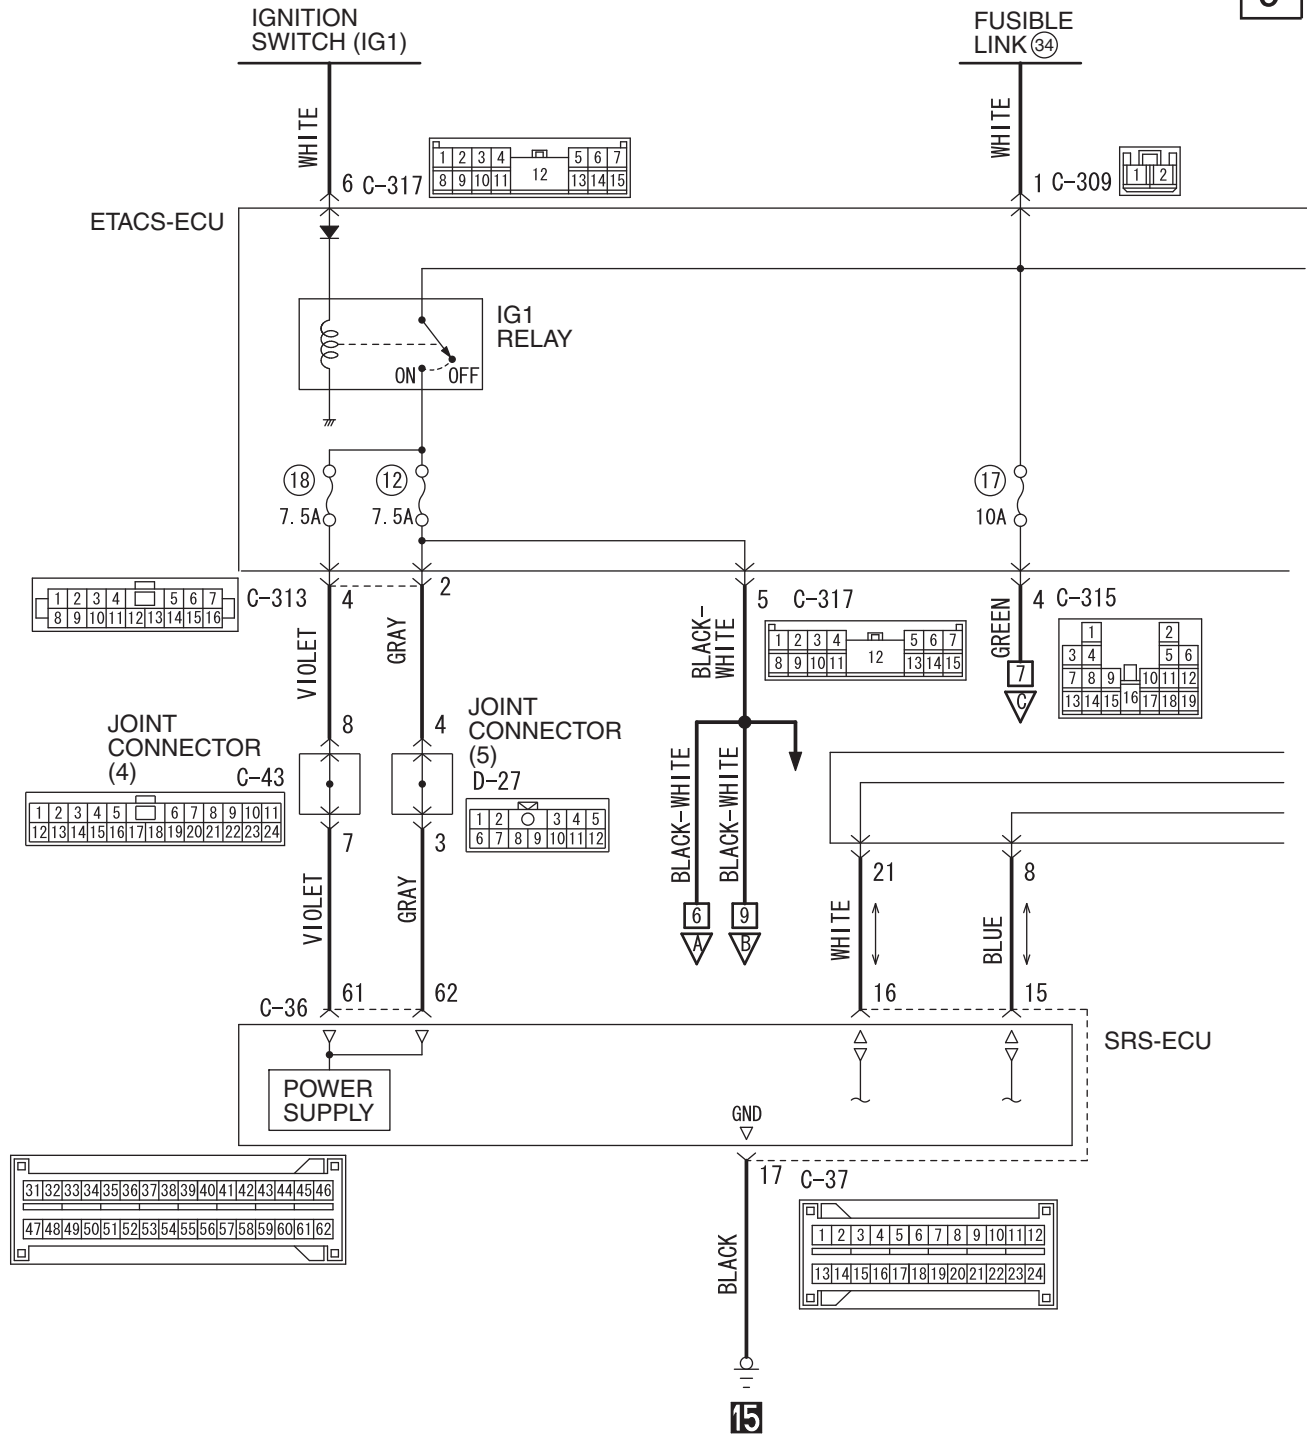 IGNITION
SWITCH (IG1)
FUSIBLE
LINK 34
WHITE
WHITE
6 C-317
1 2 3 4 5 6 7
8 9 10 11 12 13 14 15
1 C-309
1 2
ETACS-ECU
IG1
RELAY
ON OFF
18
7.5A
12
7.5A
17
10A
1 2 3 4 5 6 7
8 9 10 11 12 13 14 15 16
C-313
4
2
5 C-317
1 2 3 4 5 6 7
8 9 10 11 12 13 14 15
4 C-315
1 2
3 4 5 6
7 8 9 10 11 12
13 14 15 16 17 18 19
VIOLET
GRAY
BLACK-
WHITE
GREEN
7
C
JOINT
CONNECTOR
(4)
C-43
8
4
JOINT
CONNECTOR
(5)
D-27
1 2 3 4 5 6 7 8 9 10 11
12 13 14 15 16 17 18 19 20 21 22 23 24
1 2 3 4 5
6 7 8 9 10 11 12
7
3
BLACK-WHITE
BLACK-WHITE
6
A
9
B
VIOLET
GRAY
21
8
WHITE
BLUE
C-36
61
62
16
15
SRS-ECU
POWER
SUPPLY
GND
17 C-37
31 32 33 34 35 36 37 38 39 40 41 42 43 44 45 46
47 48 49 50 51 52 53 54 55 56 57 58 59 60 61 62
1 2 3 4 5 6 7 8 9 10 11 12
13 14 15 16 17 18 19 20 21 22 23 24
BLACK
15